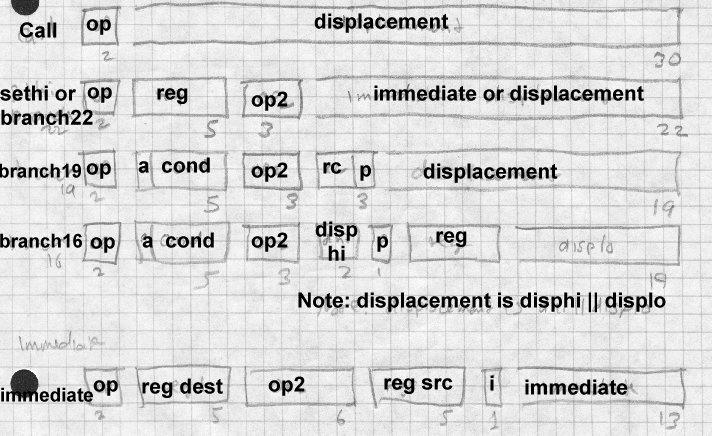 Call op displacement
2 30
sethi or op reg op2 immediate or displacement
branch22
22 2 5 3 22
branch19 op a cond op2 rc p displacement
19 2 5 3 3 19
branch16 op a cond op2 disp hi p reg displo
16 2 5 3 2 1 19
Note: displacement is disphi || displo
Immediate
immediate op reg dest op2 reg src i immediate
2 5 6 5 1 13